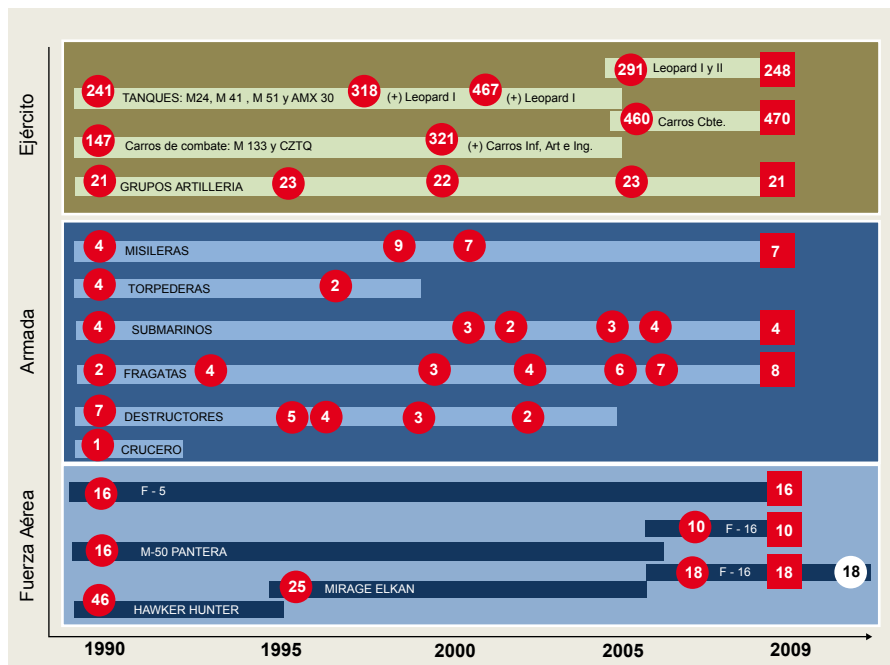 Ejército
291 Leopard I y II 248
241 TANQUES: M24, M 41 , M 51 y AMX 30 318 (+) Leopard I 467 (+) Leopard I
460 Carros Cbte. 470
147 Carros de combate: M 133 y CZTQ 321 (+) Carros Inf, Art e Ing.
21 GRUPOS ARTILLERIA 23 22 23 21
Armada
4 MISILERAS 9 7 7
4 TORPEDERAS 2
4 SUBMARINOS 3 2 3 4 4
2 FRAGATAS 4 3 4 6 7 8
7 DESTRUCTORES 5 4 3 2
1 CRUCERO
Fuerza Aérea
16 F - 5 16
10 F - 16 10
16 M-50 PANTERA
18 F - 16 18 18
25 MIRAGE ELKAN
46 HAWKER HUNTER
1990 1995 2000 2005 2009